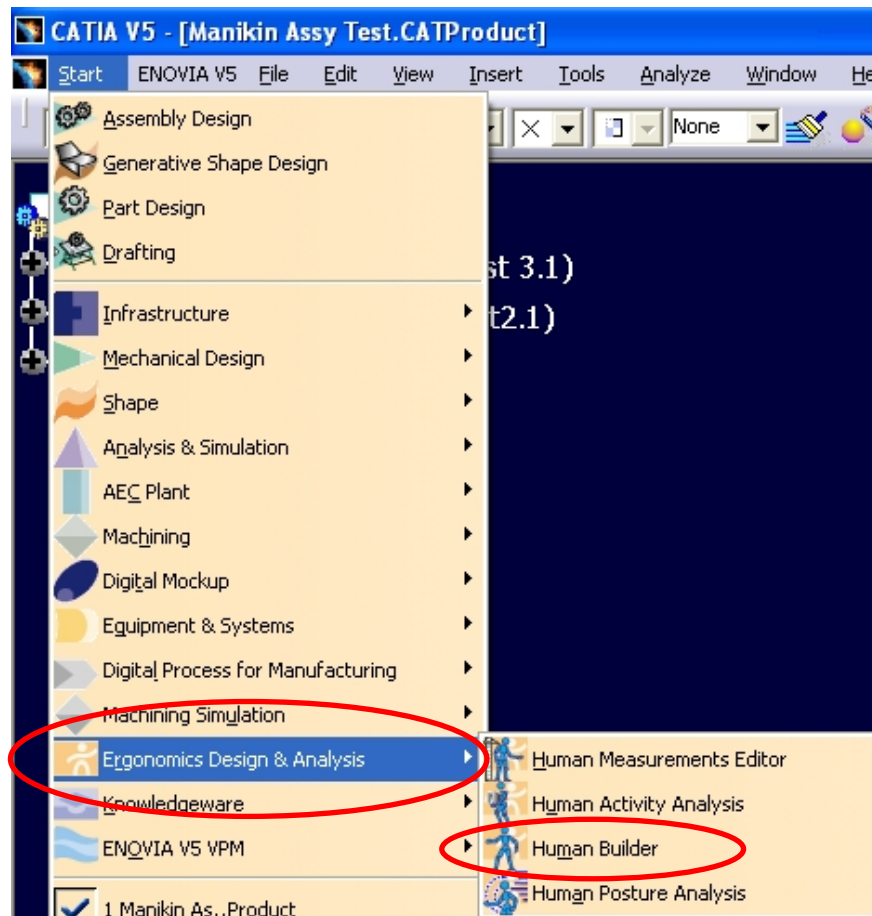 CATIA V5 - [Manikin Assy Test.CATProduct]
Start ENOVIA V5 File Edit View Insert Tools Analyze Window He
None
Assembly Design
Generative Shape Design
Part Design
Drafting
st 3.1)
t2.1)
Infrastructure
Mechanical Design
Shape
Analysis & Simulation
AEC Plant
Machining
Digital Mockup
Equipment & Systems
Digital Process for Manufacturing
Machining Simulation
Ergonomics Design & Analysis
Knowledgeware
ENOVIA V5 VPM
1 Manikin As..Product
Human Measurements Editor
Human Activity Analysis
Human Builder
Human Posture Analysis